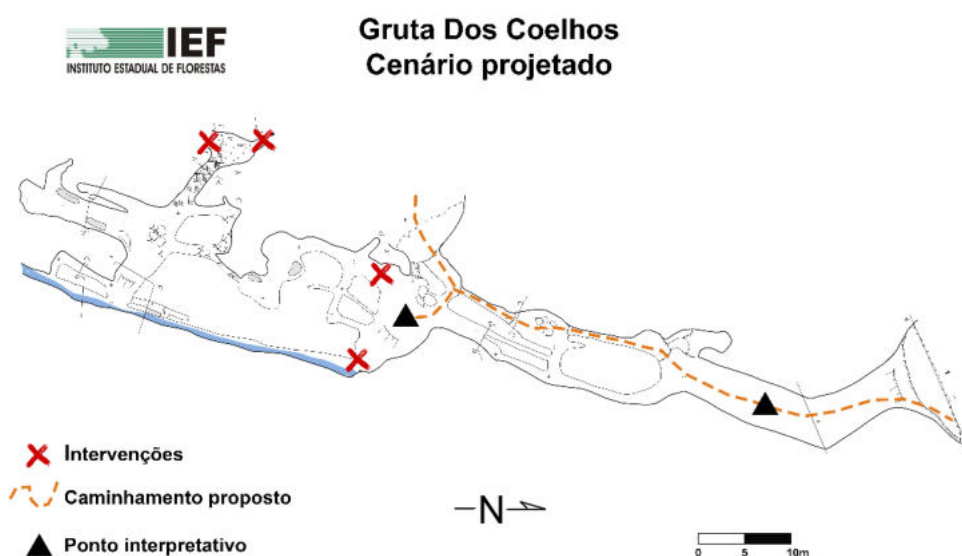 IEF
INSTITUTO ESTADUAL DE FLORESTAS
Gruta Dos Coelhos
Cenário projetado
Intervenções
Caminhamento proposto
Ponto interpretativo
N
0 5 10m